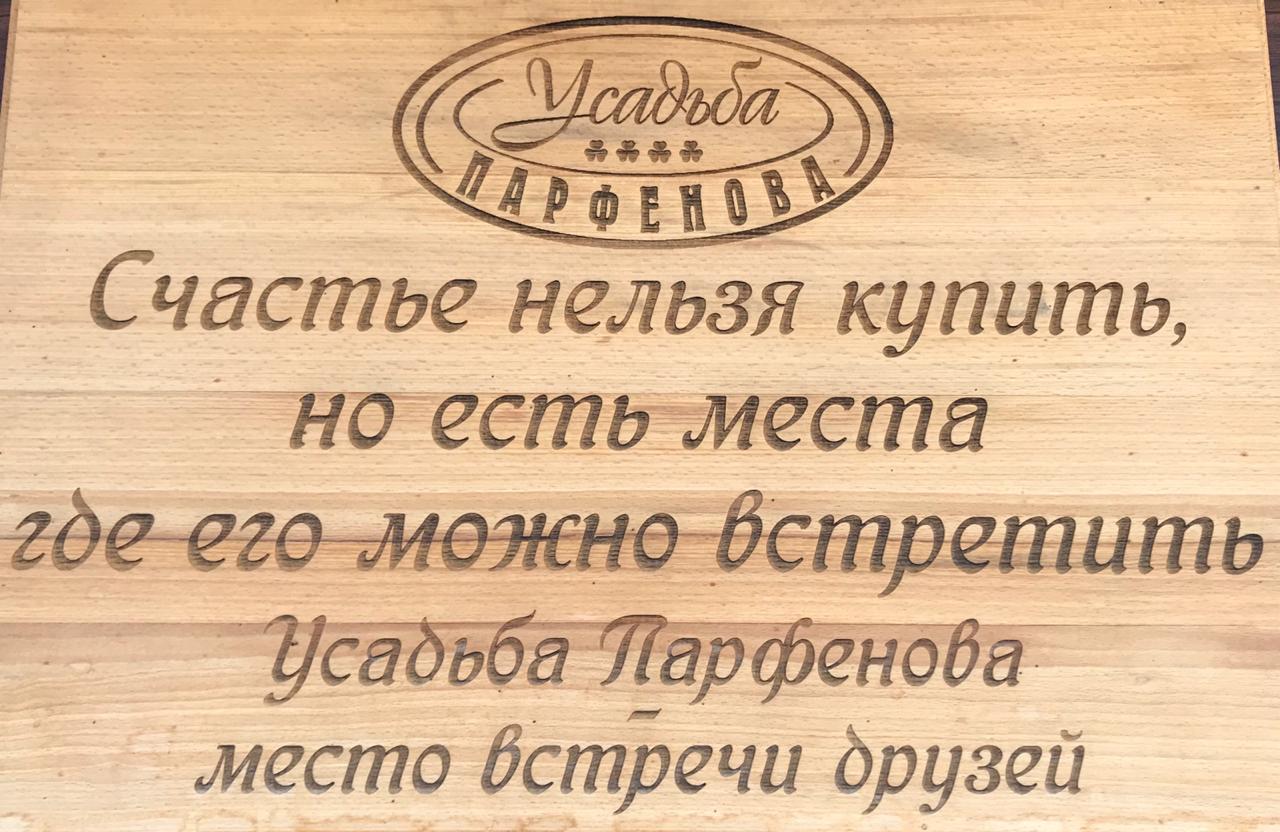 Усадьба
ПАРФЕНОВА
Счастье нельзя купить,
но есть места
где его можно встретить
Усадьба Парфенова
–
место встречи друзей